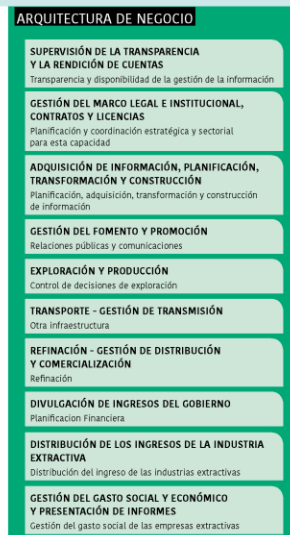 ARQUITECTURA DE NEGOCIO
SUPERVISIÓN DE LA TRANSPARENCIA
Y LA RENDICIÓN DE CUENTAS
Transparencia y disponibilidad de la gestión de la información
GESTIÓN DEL MARCO LEGAL E INSTITUCIONAL,
CONTRATOS Y LICENCIAS
Planificación y coordinación estratégica y sectorial
para esta capacidad
ADQUISICIÓN DE INFORMACIÓN, PLANIFICACIÓN,
TRANSFORMACIÓN Y CONSTRUCCIÓN
Planificación, adquisición, transformación y construcción
de información
GESTIÓN DEL FOMENTO Y PROMOCIÓN
Relaciones públicas y comunicaciones
EXPLORACIÓN Y PRODUCCIÓN
Control de decisiones de exploración
TRANSPORTE - GESTIÓN DE TRANSMISIÓN
Otra infraestructura
REFINACIÓN - GESTIÓN DE DISTRIBUCIÓN
Y COMERCIALIZACIÓN
Refinación
DIVULGACIÓN DE INGRESOS DEL GOBIERNO
Planificacion Financiera
DISTRIBUCIÓN DE LOS INGRESOS DE LA INDUSTRIA
EXTRACTIVA
Distribución del ingreso de las industrias extractivas
GESTIÓN DEL GASTO SOCIAL Y ECONÓMICO
Y PRESENTACIÓN DE INFORMES
Gestión del gasto social de las empresas extractivas